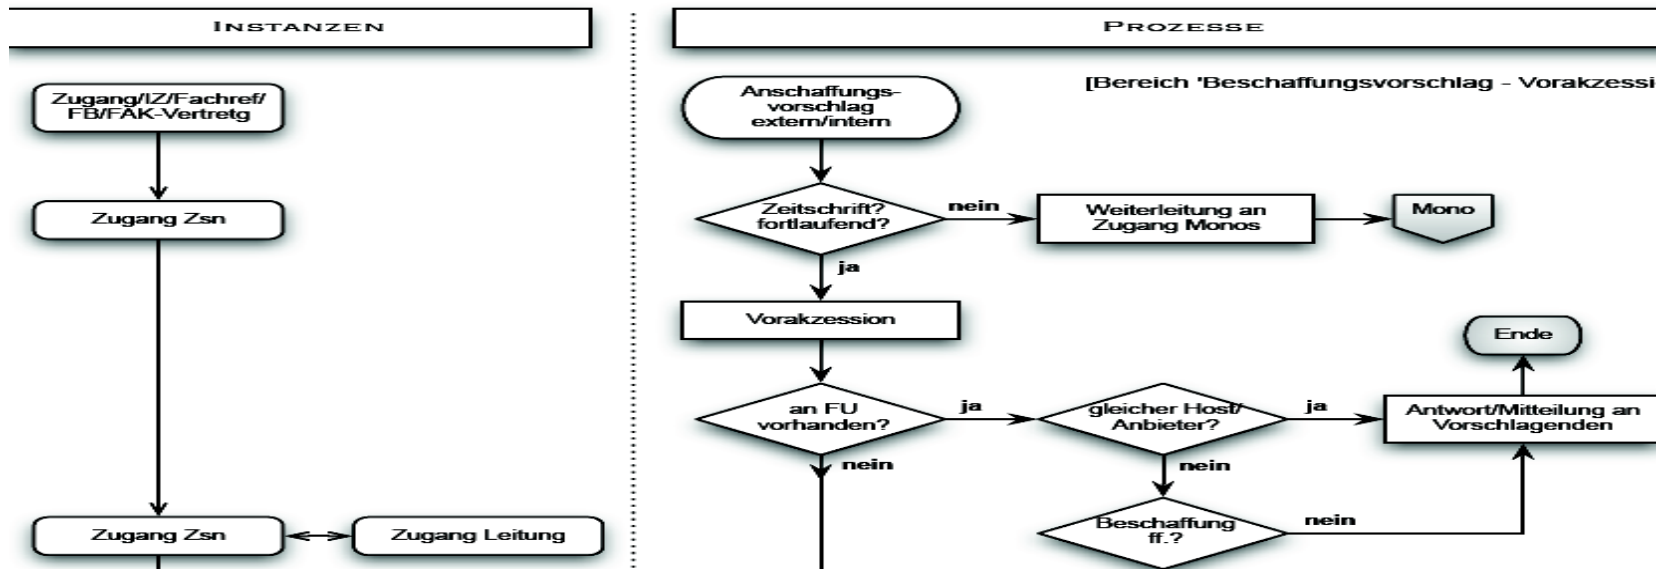 INSTANZEN
PROZESSE
Zugang/IZ/Fachref/
FB/FAK-Vertretg
Anschaffungs-
vorschlag
extern/intern
[Bereich 'Beschaffungsvorschlag - Vorakzessi
Zugang Zsn
Zeitschrift?
fortlaufend?
nein
Weiterleitung an
Zugang Monos
Mono
ja
Vorakzession
Ende
an FU
vorhanden?
ja
gleicher Host/
Anbieter?
ja
Antwort/Mitteilung an
Vorschlagenden
nein
nein
Zugang Zsn
Zugang Leitung
Beschaffung
ff.?
nein